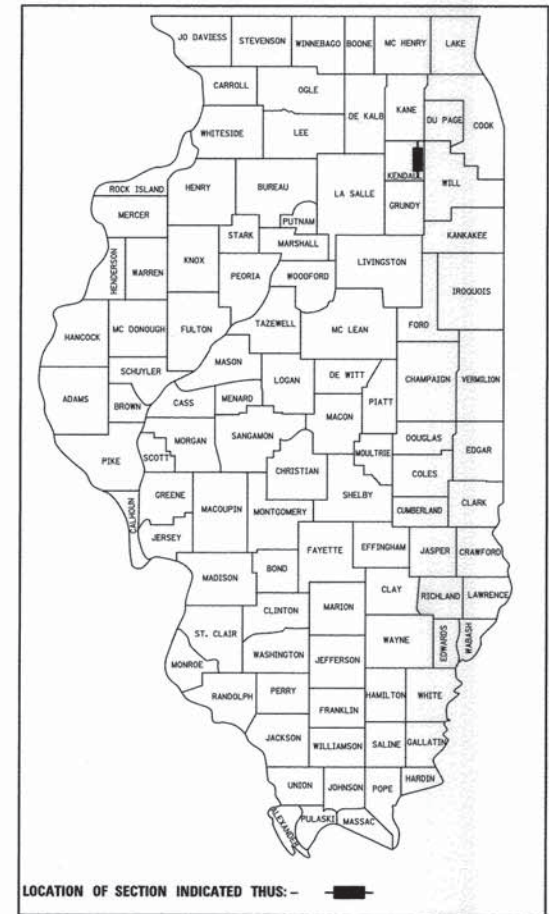 JO DAVIESS STEVENSON WINNEBAGO BOONE MC HENRY LAKE
CARROLL OGLE DE KALB KANE DU PAGE COOK
WHITESIDE LEE
KENDALL WILL
ROCK ISLAND HENRY BUREAU LA SALLE GRUNDY
MERCER PUTNAM KANKAKEE
STARK MARSHALL
HENDERSON WARREN KNOX PEORIA WOODFORD LIVINGSTON IROQUOIS
HANCOCK MC DONOUGH FULTON TAZEWELL MC LEAN FORD
SCHUYLER MASON DE WITT CHAMPAIGN VERMILION
ADAMS BROWN CASS MENARD LOGAN MACON PIATT
MORGAN SANGAMON DOUGLAS EDGAR
PIKE SCOTT CHRISTIAN MOULTRIE COLES
CALHOUN GREENE MACOUPIN MONTGOMERY SHELBY CUMBERLAND CLARK
JERSEY FAYETTE EFFINGHAM JASPER CRAWFORD
MADISON BOND CLAY RICHLAND LAWRENCE
CLINTON MARION
ST. CLAIR WAYNE EDWARDS WABASH
MONROE WASHINGTON JEFFERSON
RANDOLPH PERRY HAMILTON WHITE
FRANKLIN
JACKSON WILLIAMSON SALINE GALLATIN
UNION JOHNSON POPE HARDIN
ALEXANDER PULASKI MASSAC
LOCATION OF SECTION INDICATED THUS: -